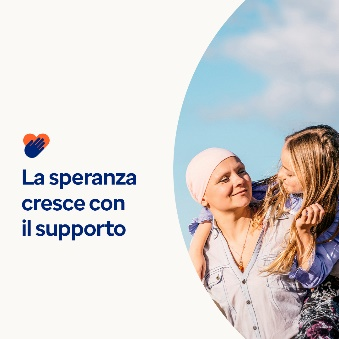 La speranza
cresce con
il supporto